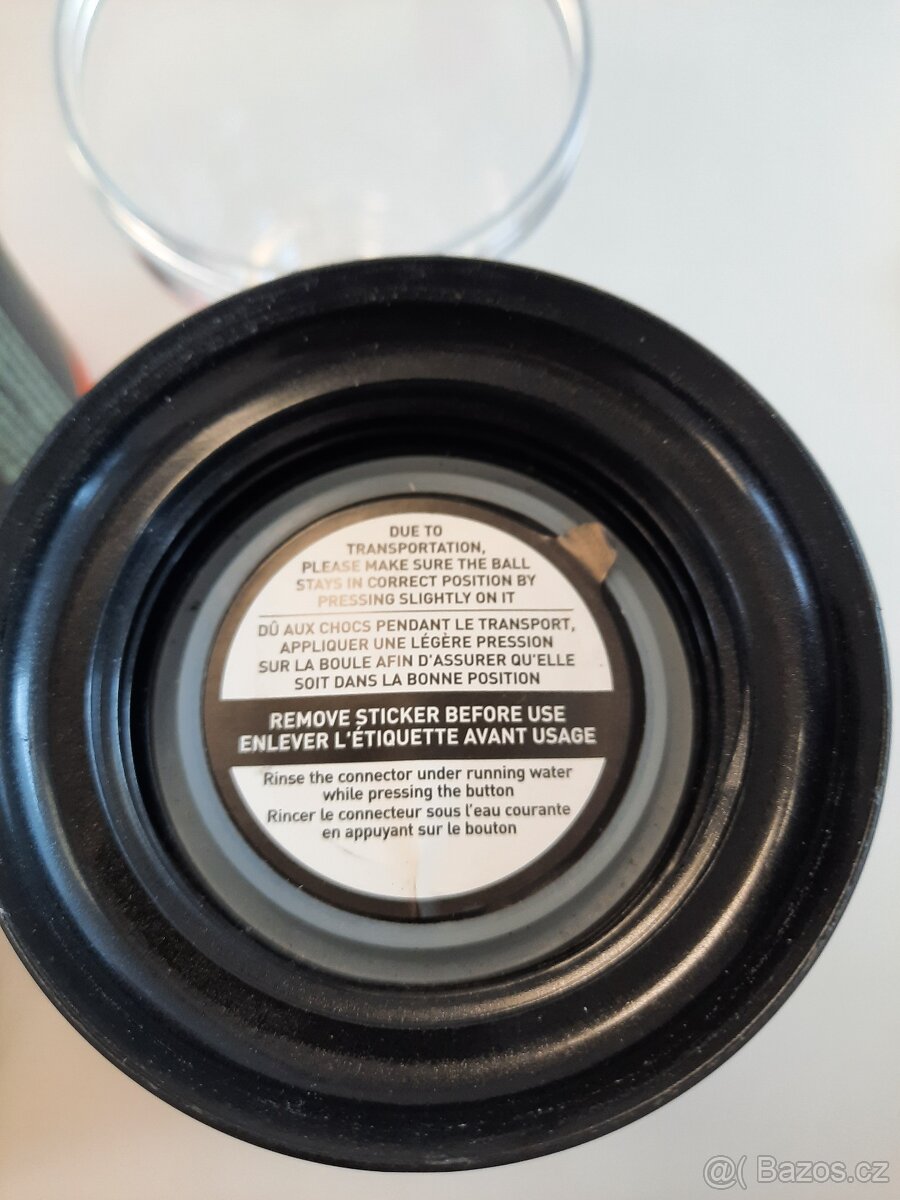 DUE TO
TRANSPORTATION,
PLEASE MAKE SURE THE BALL
STAYS IN CORRECT POSITION BY
PRESSING SLIGHTLY ON IT
DÛ AUX CHOCS PENDANT LE TRANSPORT,
APPLIQUER UNE LÉGÈRE PRESSION
SUR LA BOULE AFIN D'ASSURER QU'ELLE
SOIT DANS LA BONNE POSITION
REMOVE STICKER BEFORE USE
ENLEVER L'ÉTIQUETTE AVANT USAGE
Rinse the connector under running water
while pressing the button
Rincer le connecteur sous l'eau courante
en appuyant sur le bouton
@( Bazos.cz